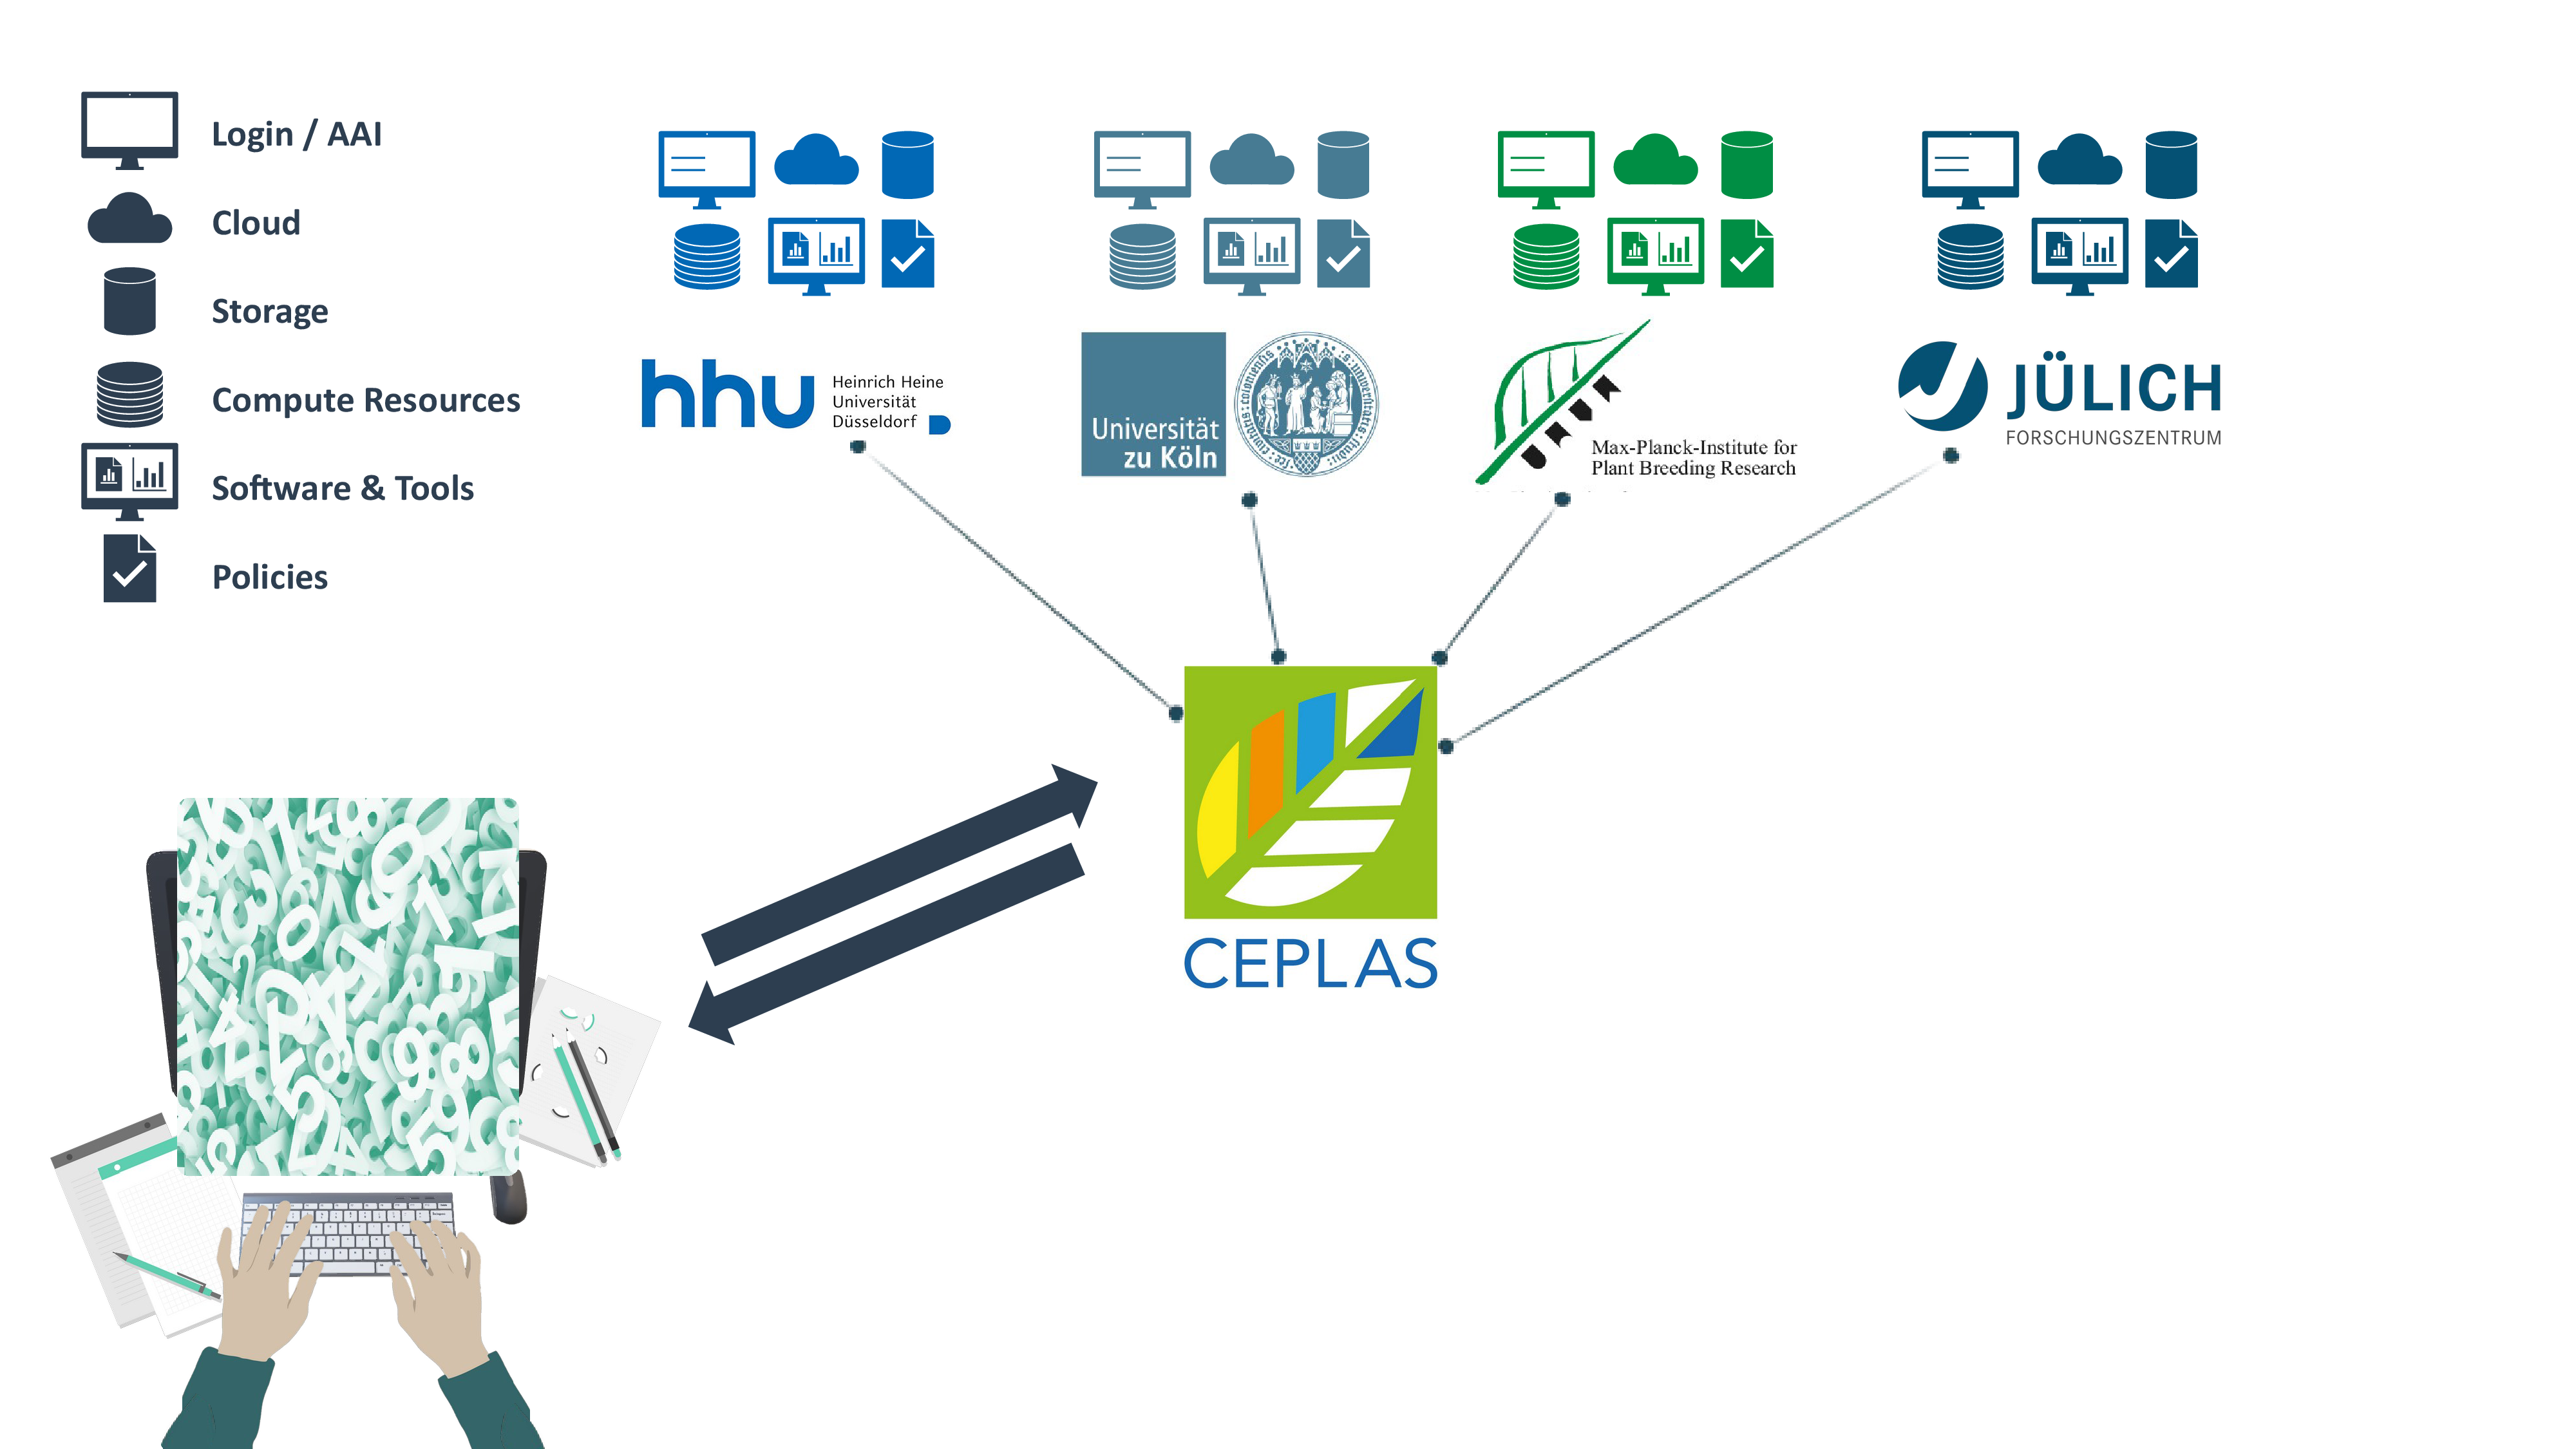 Login / AAI
Cloud
Storage
Compute Resources
Software & Tools
Policies
hhu
Heinrich Heine
Universität
Düsseldorf
Universität
zu Köln
Max-Planck-Institute for
Plant Breeding Research
JÜLICH
FORSCHUNGSZENTRUM
CEPLAS